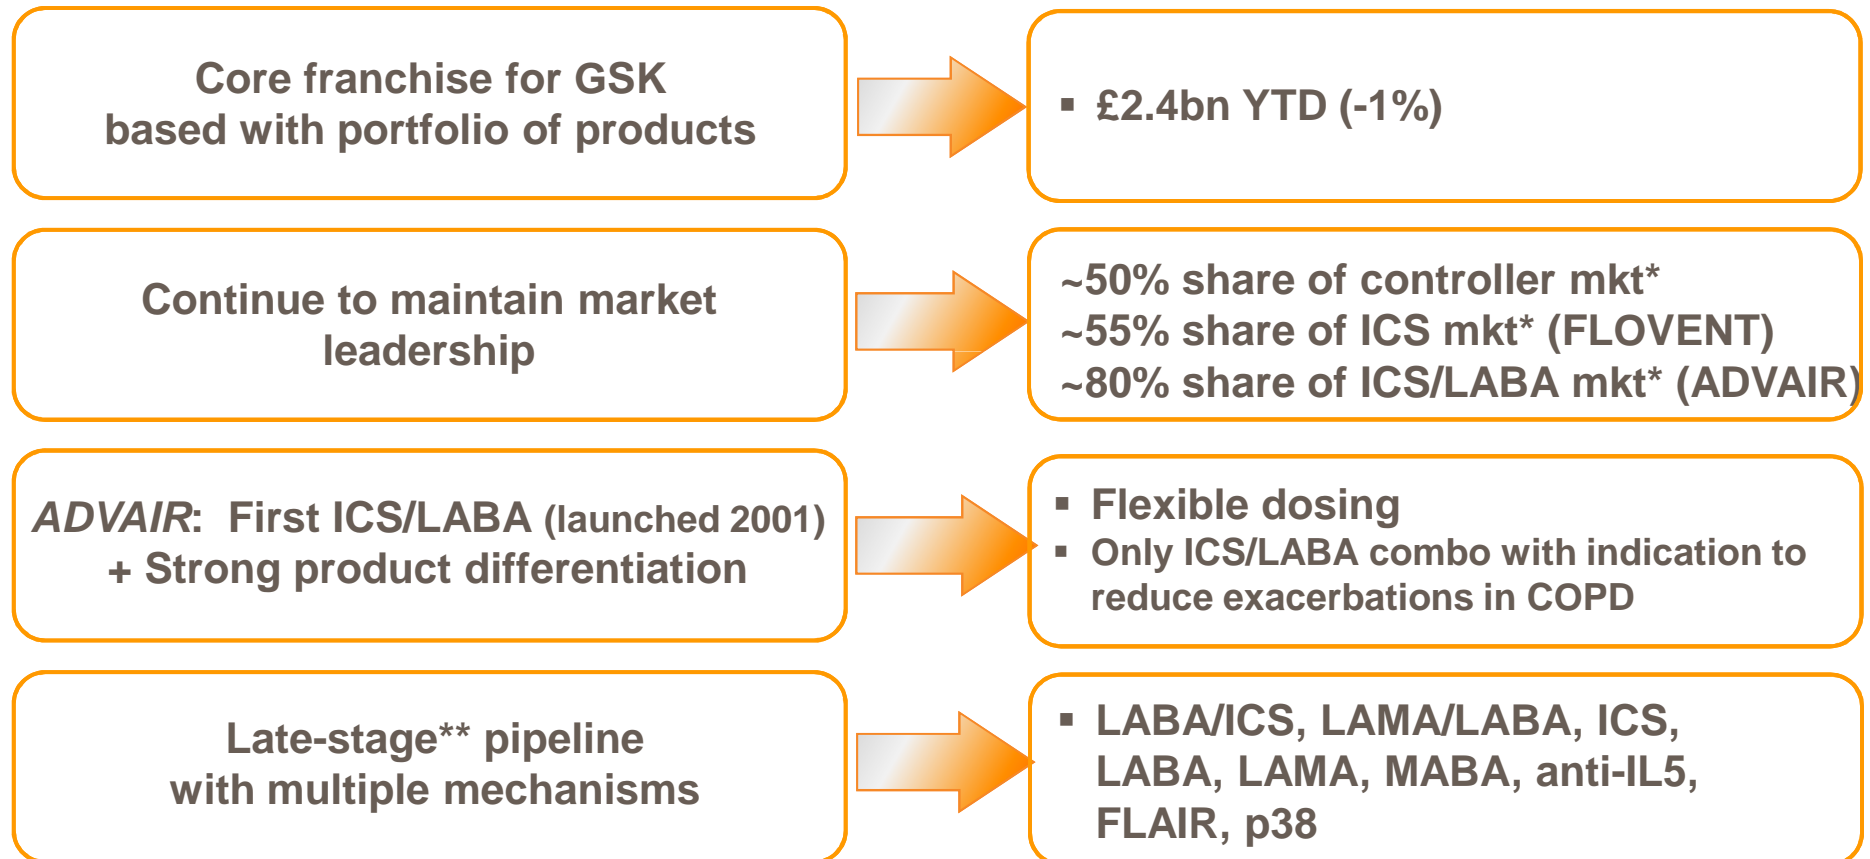 Core franchise for GSK
based with portfolio of products
▪ £2.4bn YTD (-1%)
Continue to maintain market
leadership
~50% share of controller mkt*
~55% share of ICS mkt* (FLOVENT)
~80% share of ICS/LABA mkt* (ADVAIR)
ADVAIR: First ICS/LABA (launched 2001)
+ Strong product differentiation
▪ Flexible dosing
▪ Only ICS/LABA combo with indication to
reduce exacerbations in COPD
Late-stage** pipeline
with multiple mechanisms
▪ LABA/ICS, LAMA/LABA, ICS,
LABA, LAMA, MABA, anti-IL5,
FLAIR, p38